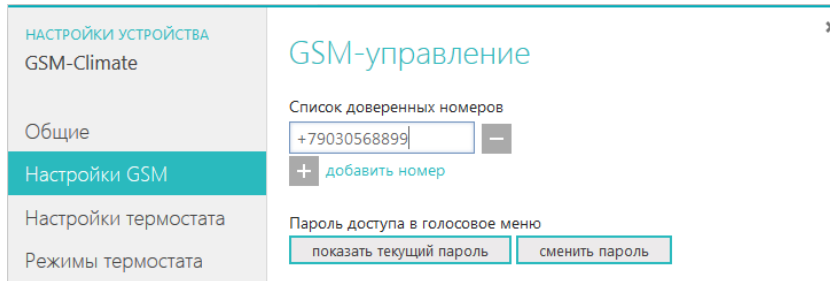 НАСТРОЙКИ УСТРОЙСТВА
GSM-Climate
Общие
Настройки GSM
Настройки термостата
Режимы термостата
GSM-управление
Список доверенных номеров
+79030568899
добавить номер
Пароль доступа в голосовое меню
показать текущий пароль
сменить пароль